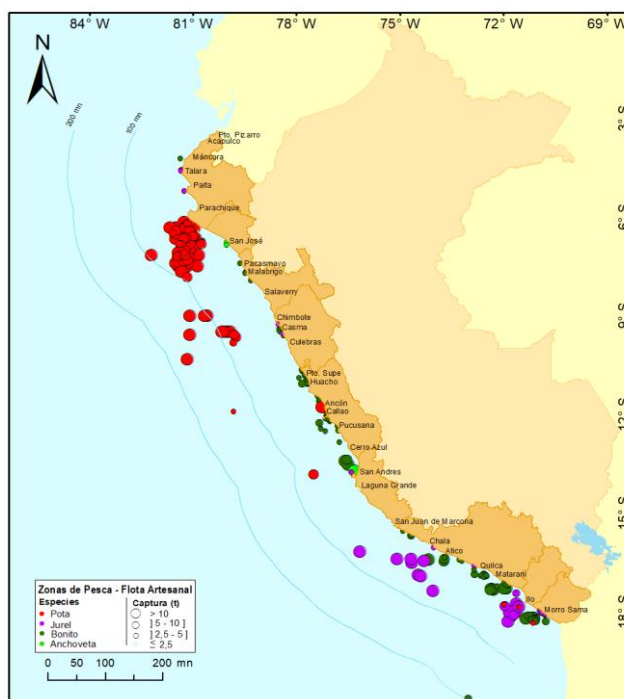 84° W 81° W 78° W 75° W 72° W 69° W
N
200 mn
100 mn
3° S
6° S
9° S
12° S
15° S
18° S
Pto. Pizarro
Acapulco
Máncora
Talara
Paita
Parachique
San José
Pacasmayo
Malabrigo
Salaverry
Chimbote
Casma
Culebras
Pto. Supe
Huacho
Ancón
Callao
Pucusana
Cerro Azul
San Andres
Laguna Grande
San Juan de Marcona
Chala
Atico
Quilca
Matarani
Ilo
Morro Sama
Zonas de Pesca - Flota Artesanal
Especies Captura (t)
Pota > 10
Jurel ] 5 - 10 ]
Bonito ] 2,5 - 5 ]
Anchoveta ≤ 2,5
0 50 100 200 mn